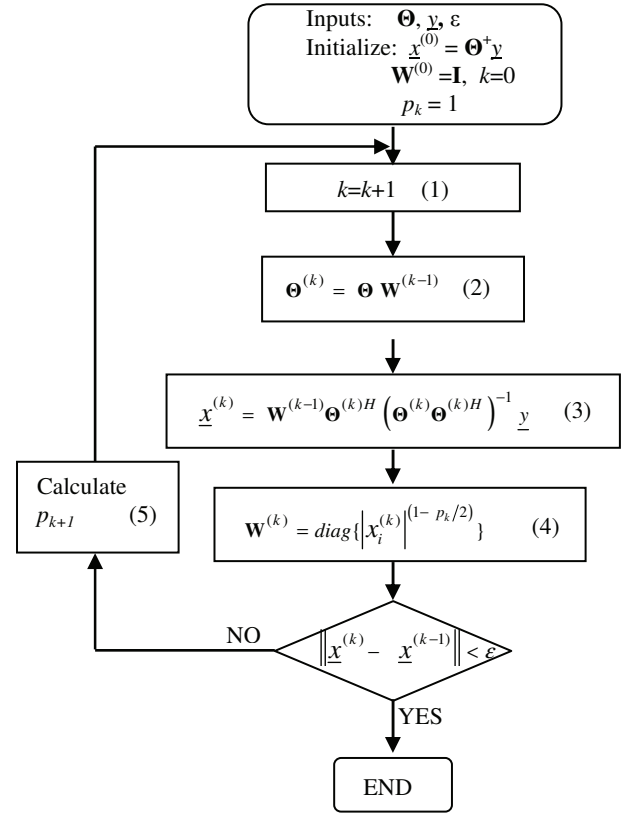 Inputs: Θ, y, ε
Initialize: x^(0) = Θ⁺y
W^(0) =I, k=0
p_k = 1
k=k+1 (1)
Θ^(k) = Θ W^(k-1) (2)
x^(k) = W^(k-1)Θ^(k)H (Θ^(k)Θ^(k)H)^-1 y (3)
Calculate
p_k+1 (5)
W^(k) = diag{|x_i^(k)|^(1- p_k/2)} (4)
NO
‖x^(k) - x^(k-1)‖ < ε
YES
END